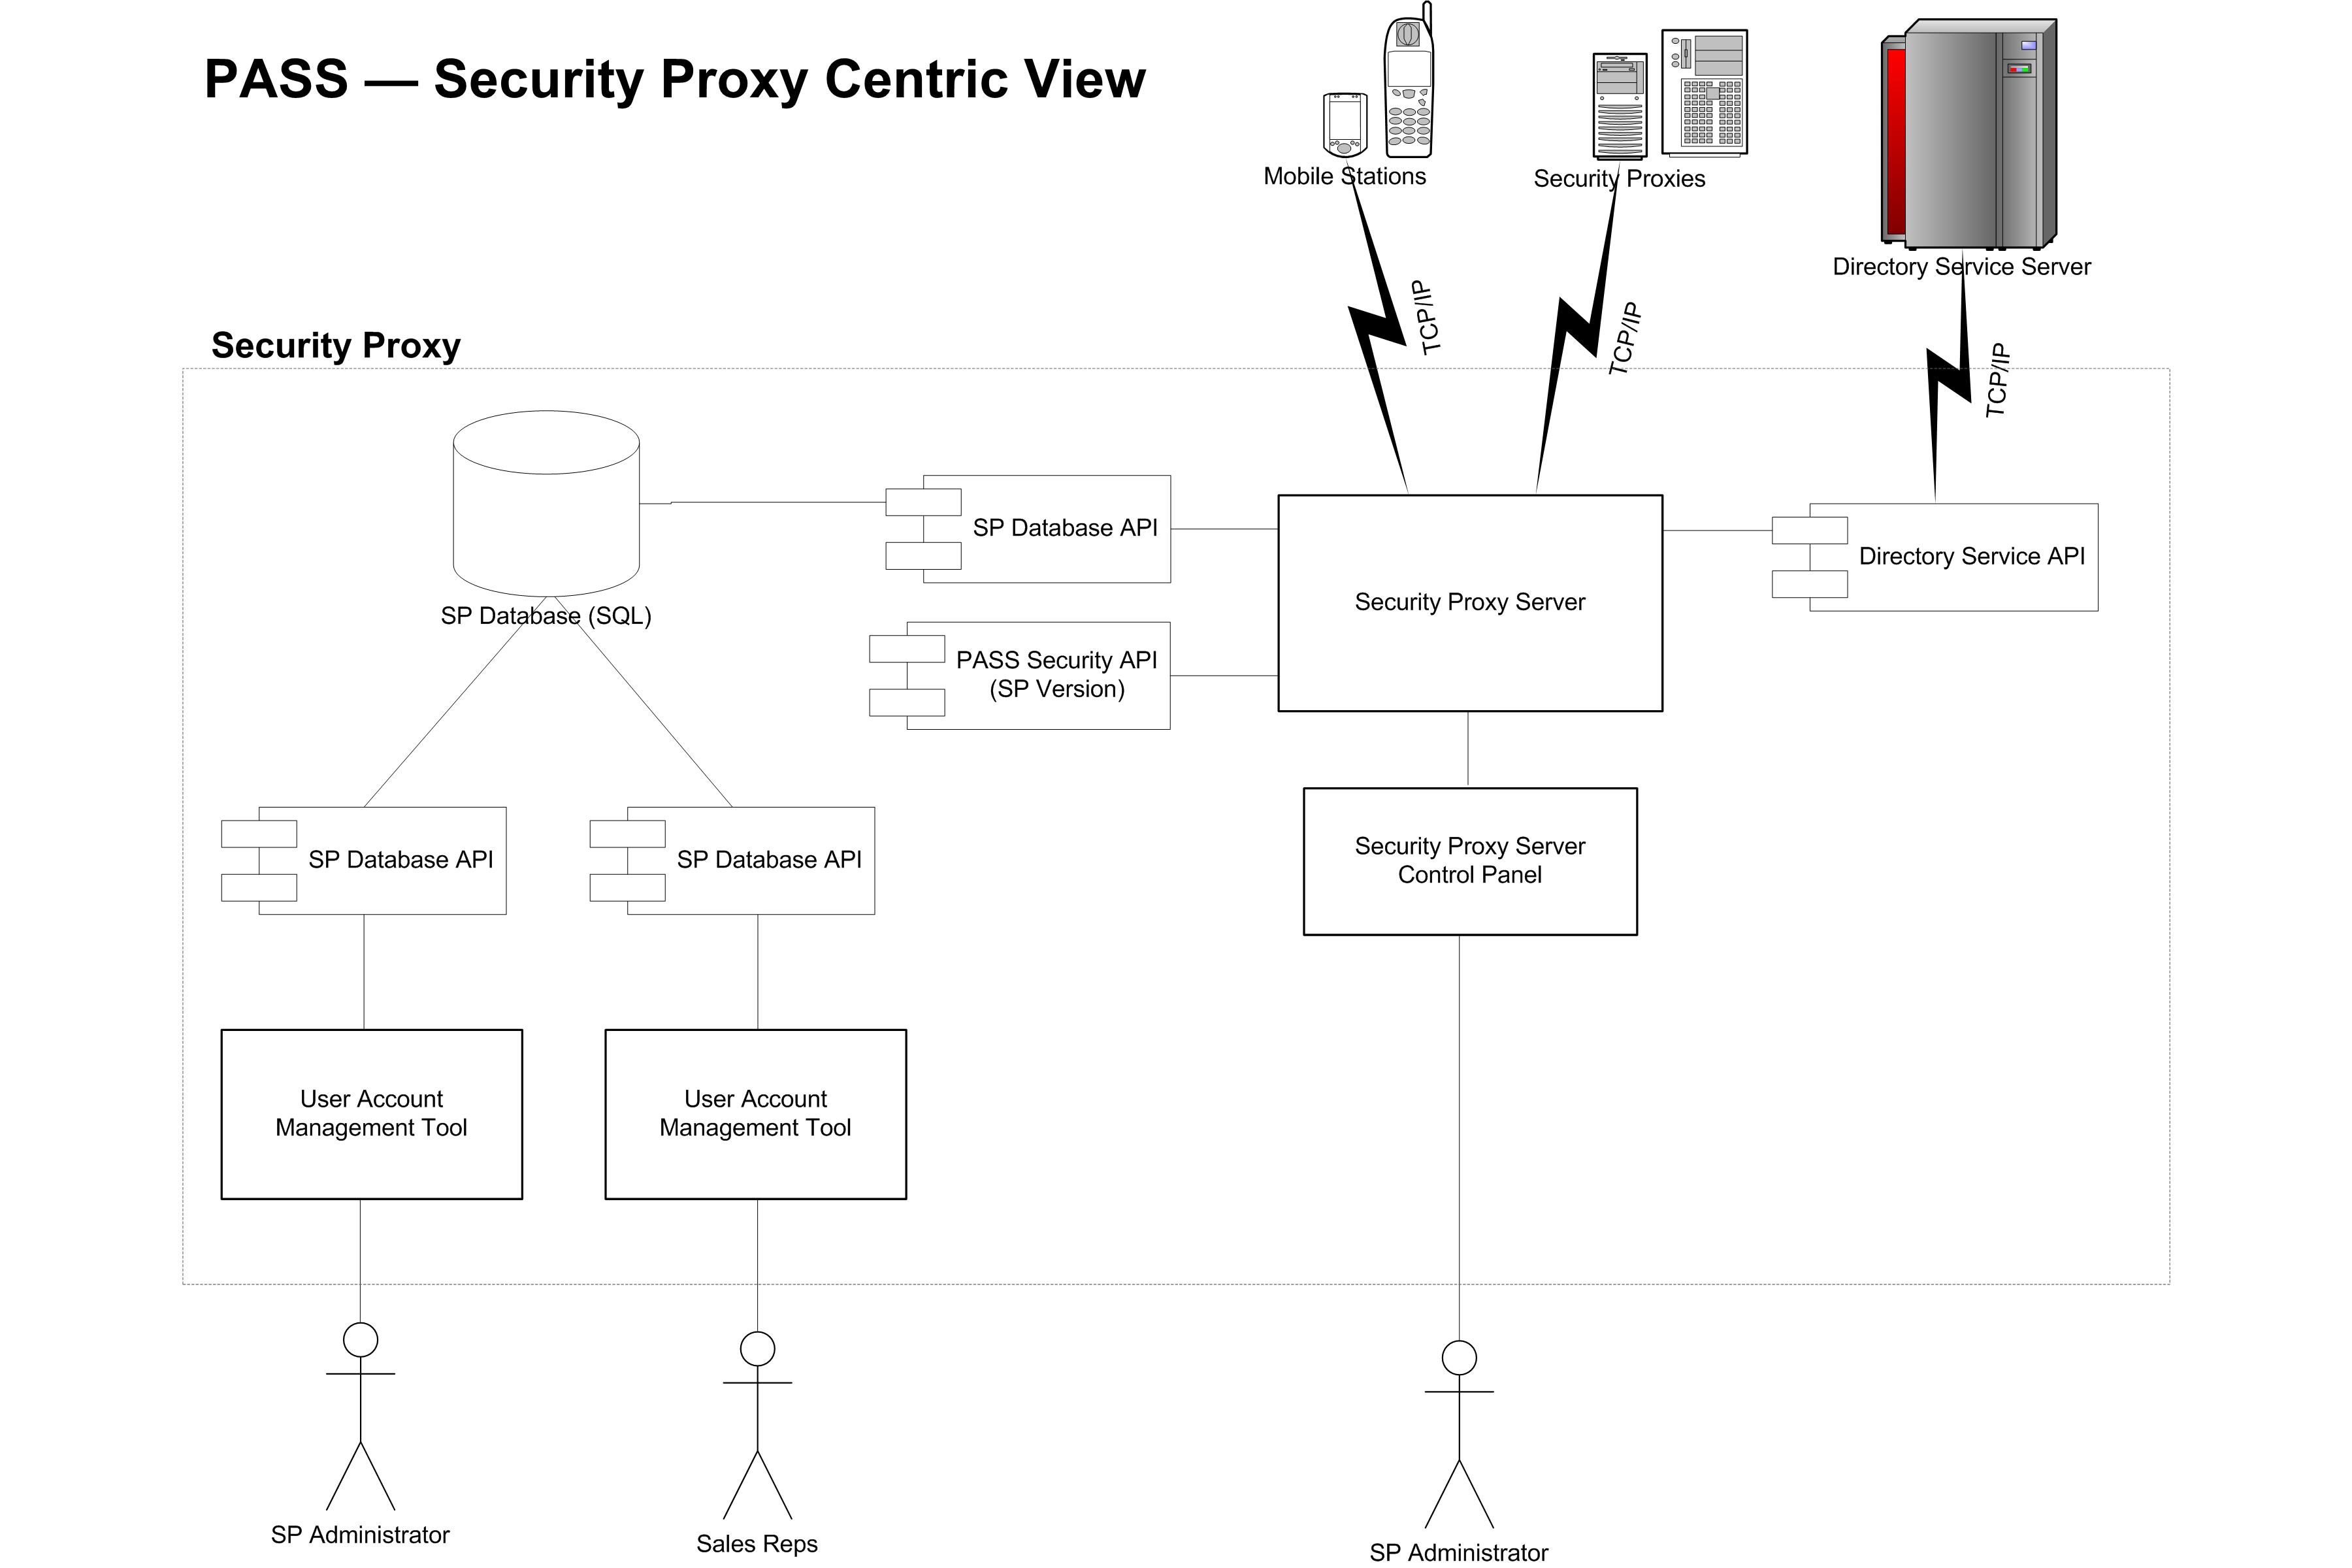 PASS — Security Proxy Centric View
Mobile Stations
Security Proxies
Directory Service Server
TCP/IP
TCP/IP
TCP/IP
Security Proxy
SP Database (SQL)
SP Database API
PASS Security API
(SP Version)
Security Proxy Server
Directory Service API
SP Database API
SP Database API
Security Proxy Server
Control Panel
User Account
Management Tool
User Account
Management Tool
SP Administrator
Sales Reps
SP Administrator